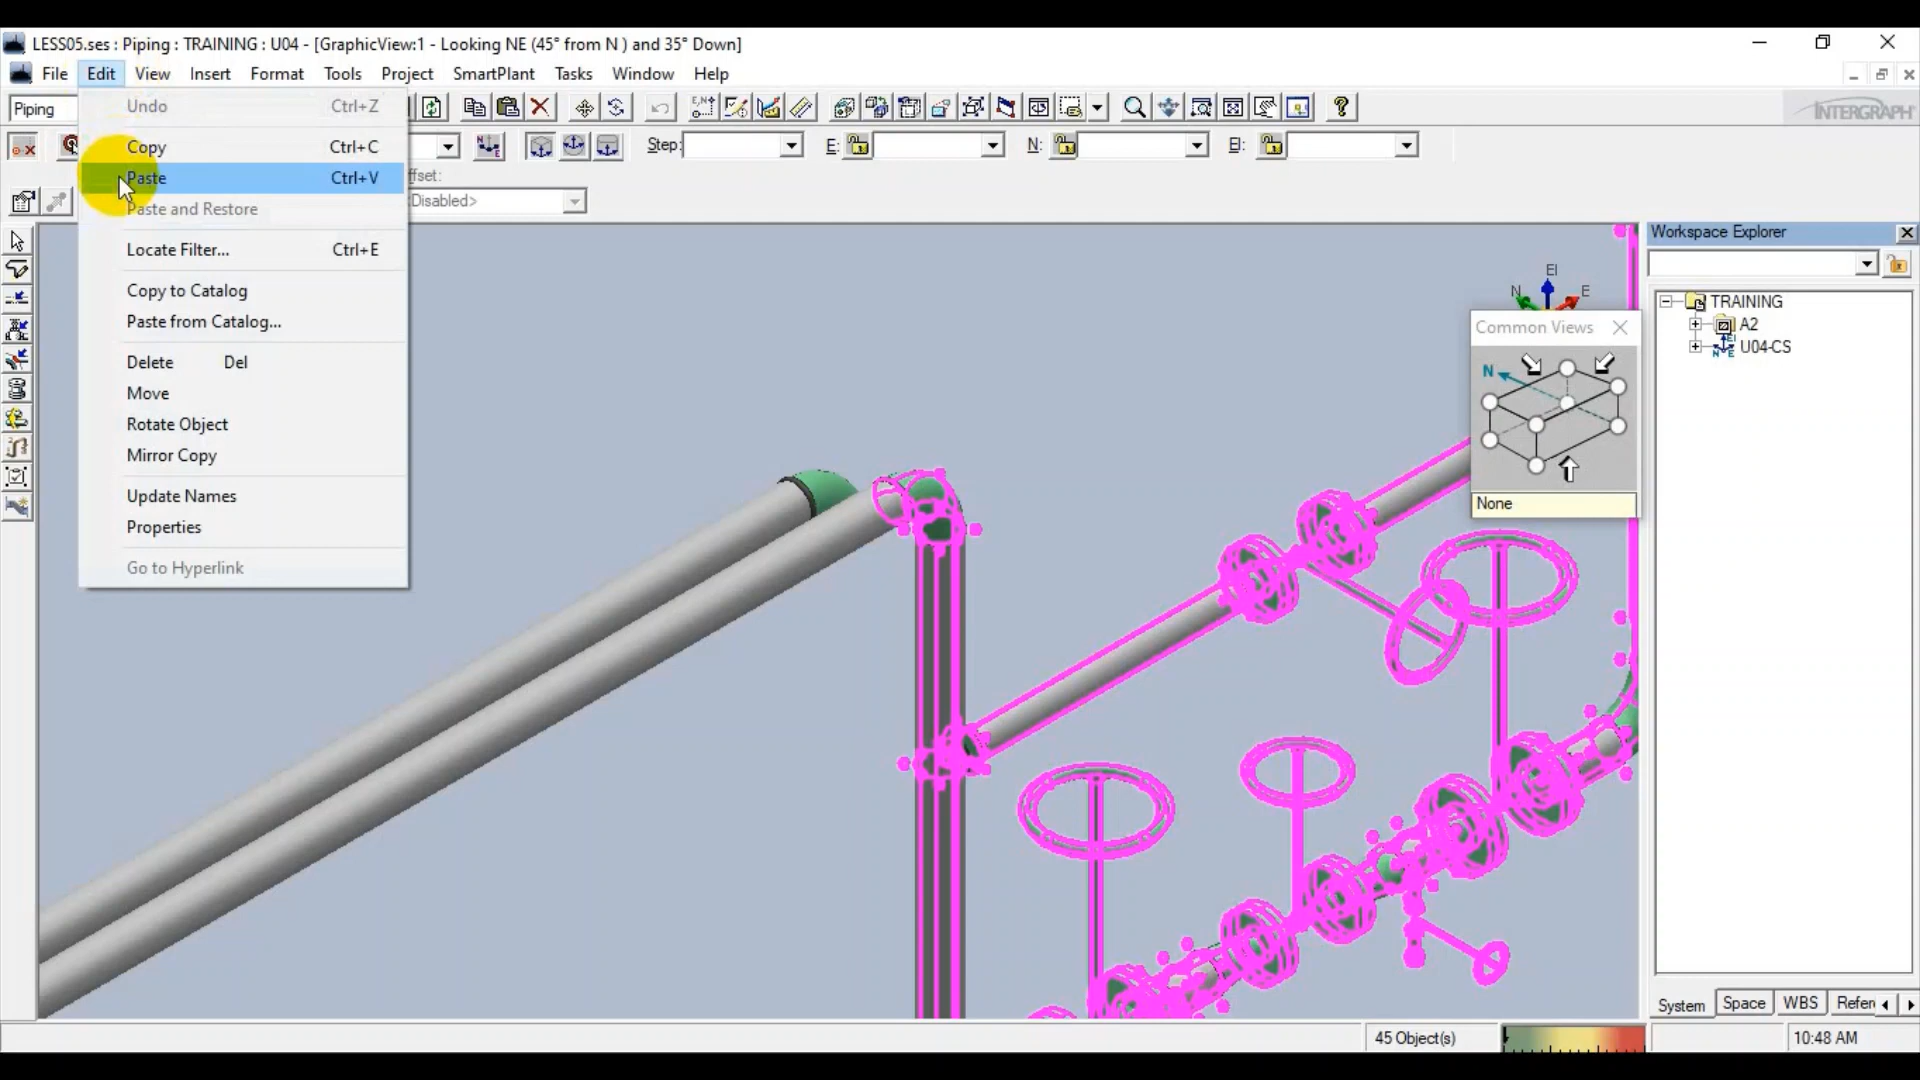 LESS05.ses : Piping : TRAINING : U04 - [GraphicView:1 - Looking NE (45° from N ) and 35° Down]
File Edit View Insert Format Tools Project SmartPlant Tasks Window Help
Piping
INTERGRAPH
Undo Ctrl+Z
Copy Ctrl+C
Paste Ctrl+V
Paste and Restore
Locate Filter... Ctrl+E
Copy to Catalog
Paste from Catalog...
Delete Del
Move
Rotate Object
Mirror Copy
Update Names
Properties
Go to Hyperlink
Step: E: N: El:
ffset:
Disabled>
Workspace Explorer
TRAINING
A2
U04-CS
El
N E
Common Views
N
None
System Space WBS Refer
45 Object(s)
10:48 AM